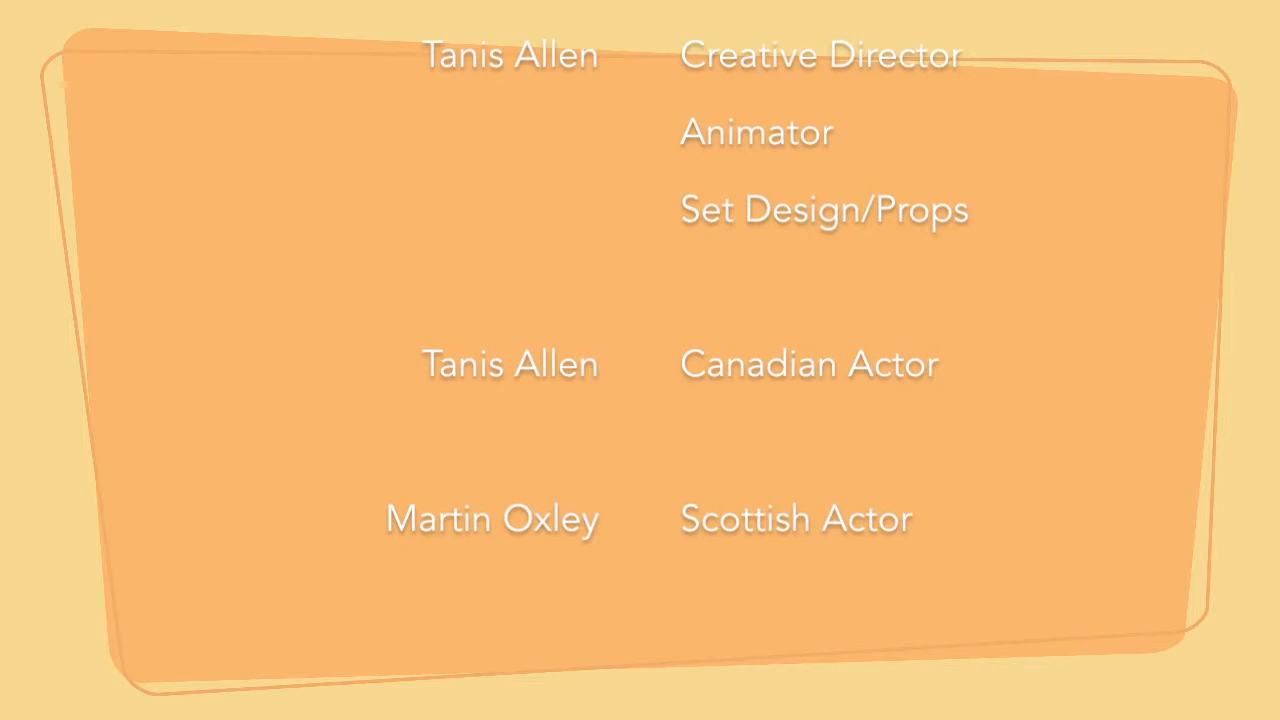 Tanis Allen Creative Director
Animator
Set Design/Props
Tanis Allen Canadian Actor
Martin Oxley Scottish Actor